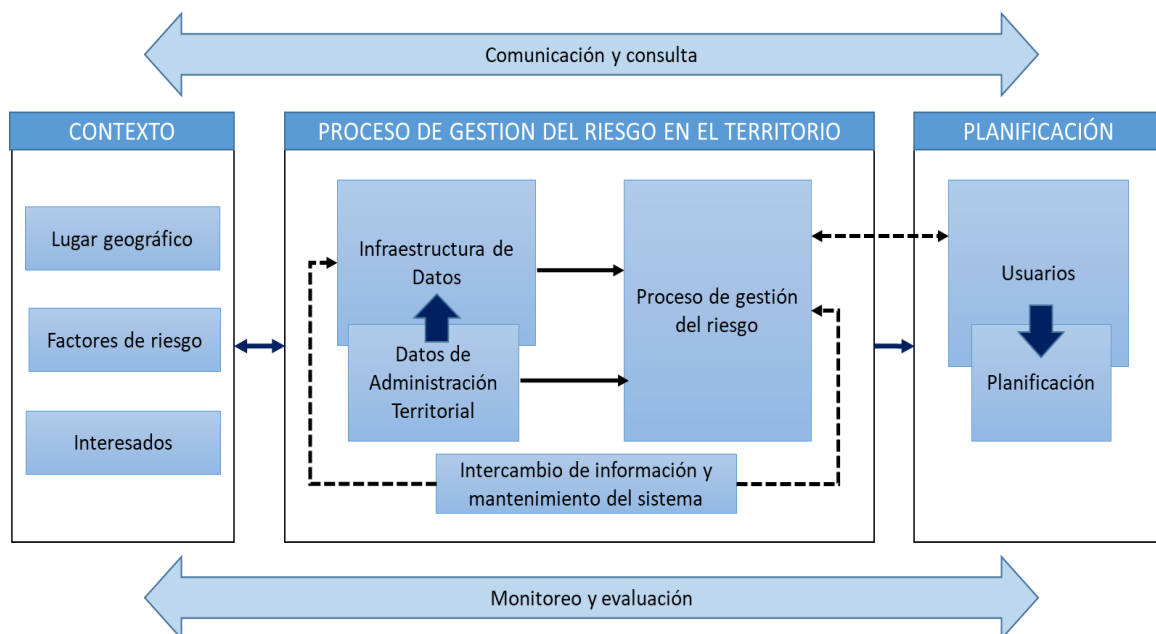 Comunicación y consulta
CONTEXTO
Lugar geográfico
Factores de riesgo
Interesados
PROCESO DE GESTION DEL RIESGO EN EL TERRITORIO
Infraestructura de
Datos
Datos de
Administración
Territorial
Proceso de gestión
del riesgo
Intercambio de información y
mantenimiento del sistema
PLANIFICACIÓN
Usuarios
Planificación
Monitoreo y evaluación